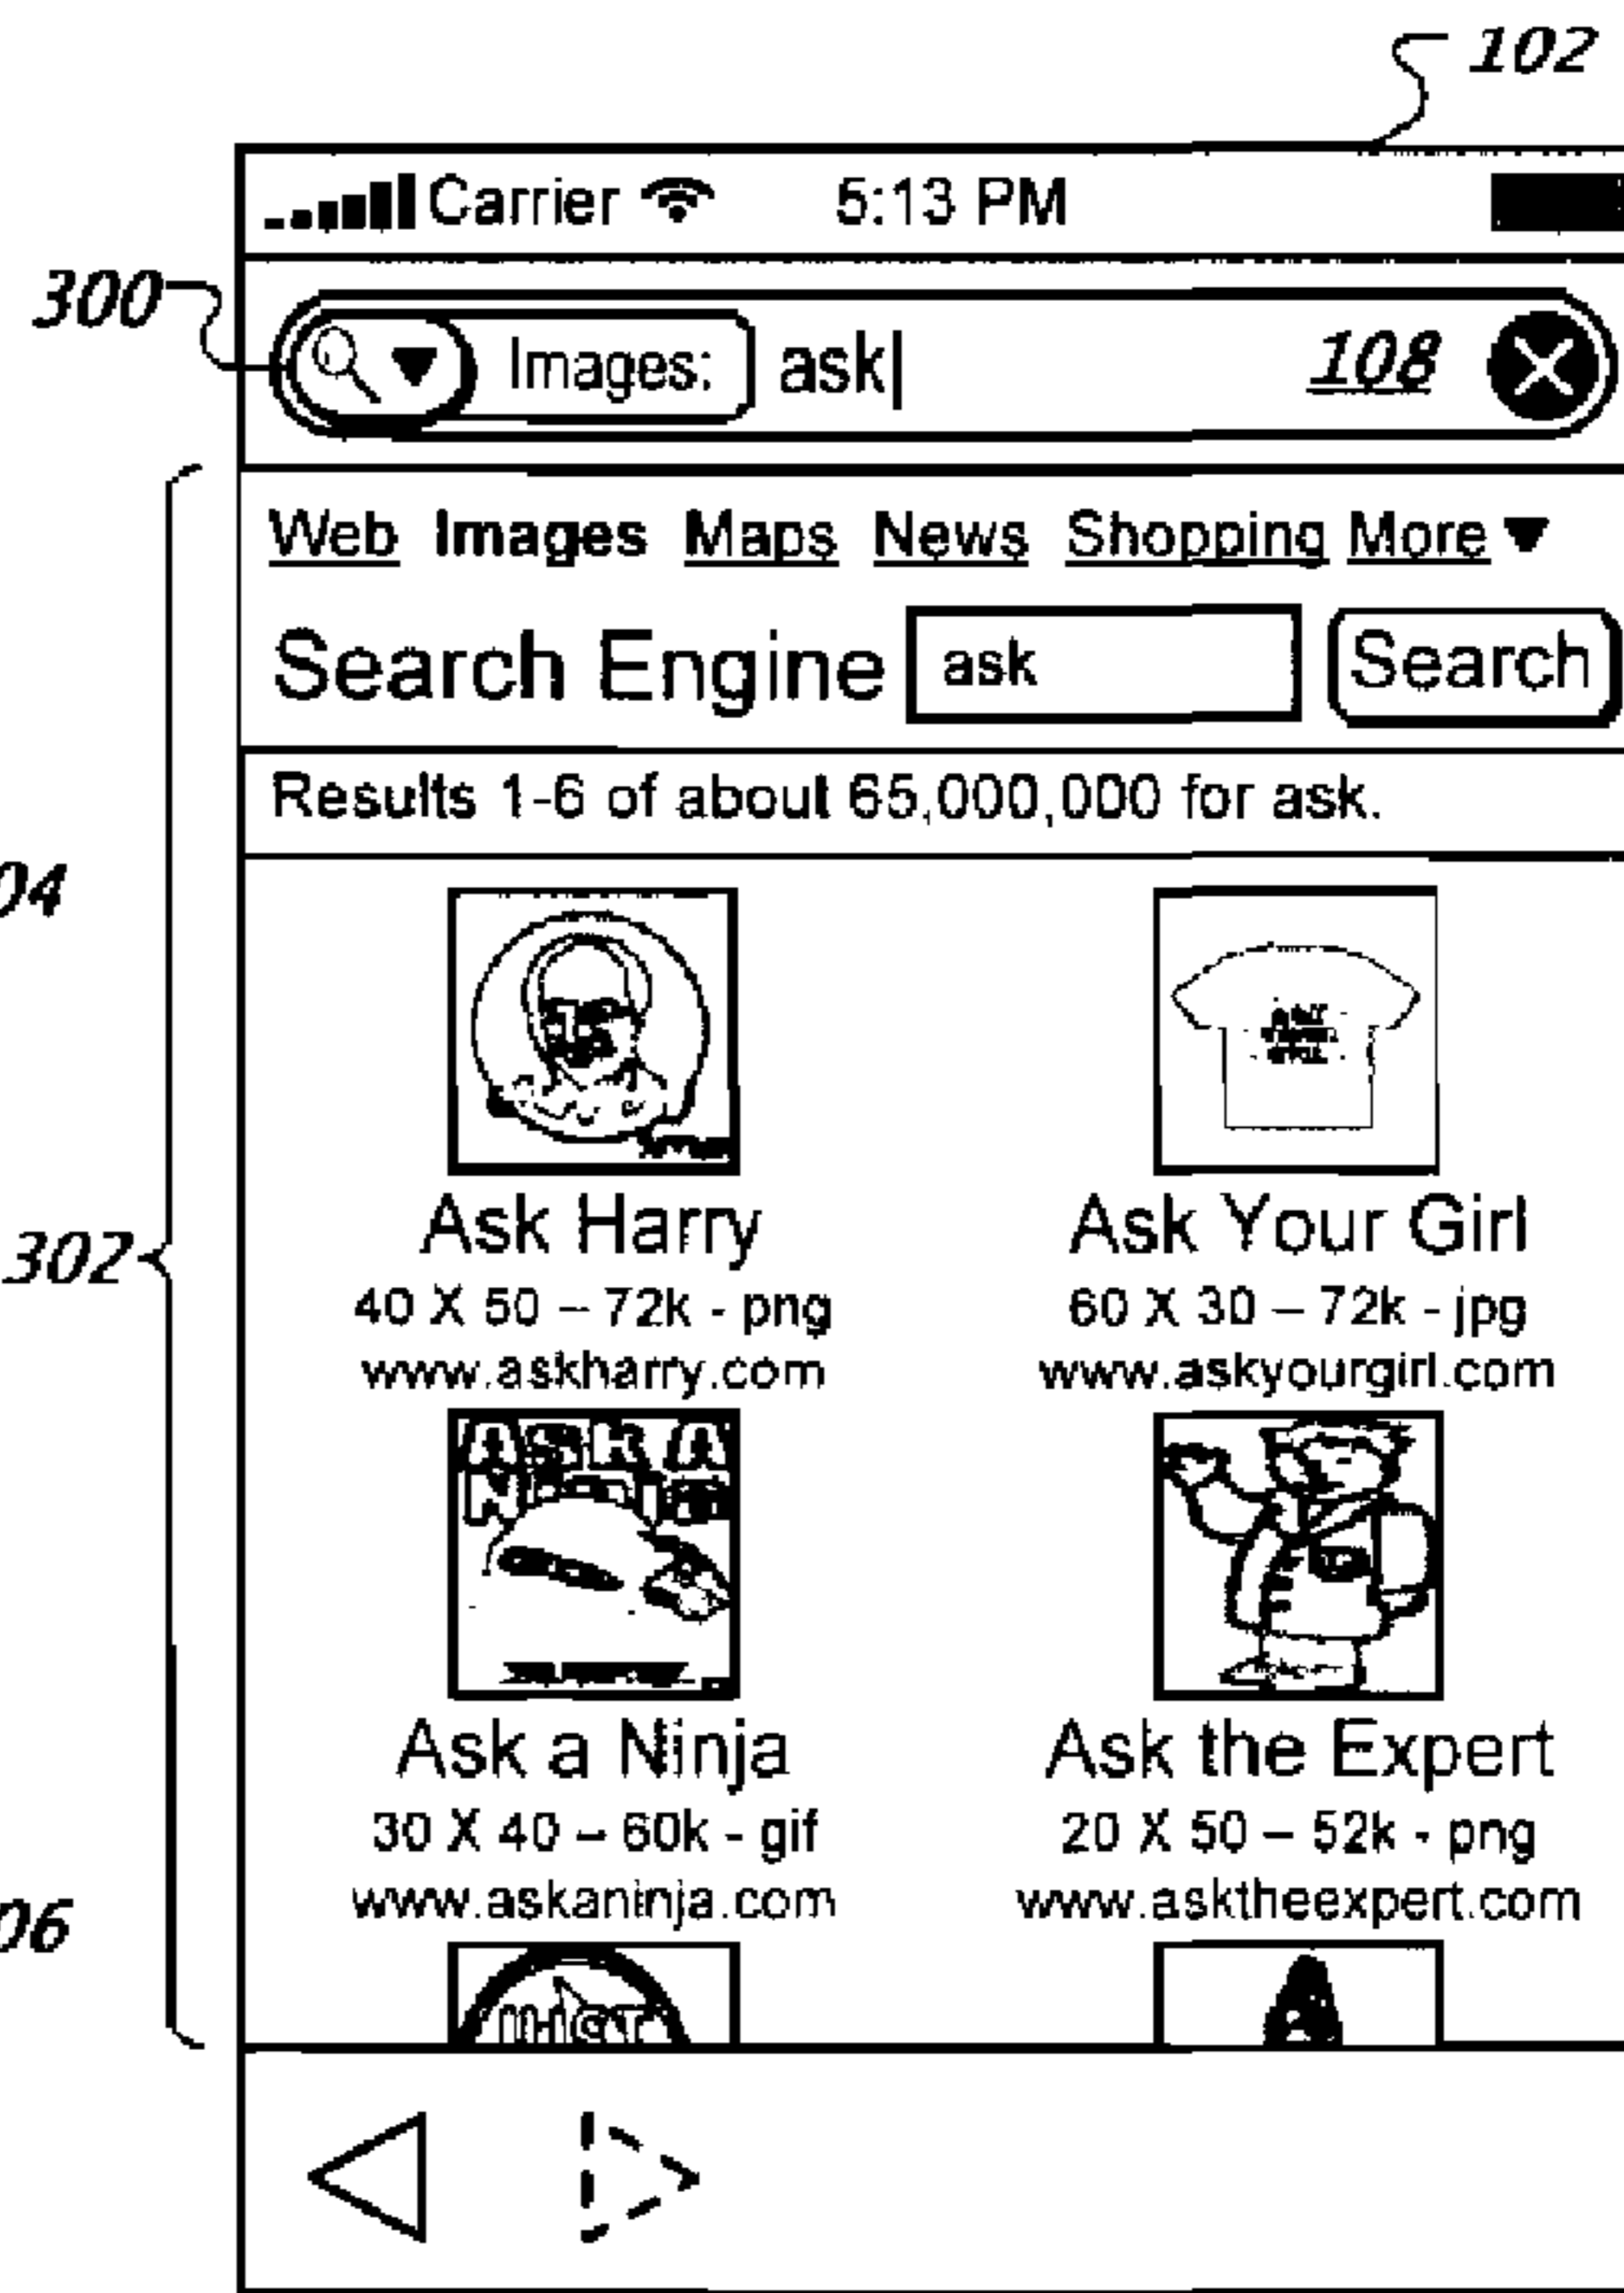 102
Carrier 5:13 PM
300
Images: ask 108
Web Images Maps News Shopping More
Search Engine ask Search
Results 1-6 of about 65,000,000 for ask.
04
Ask Harry Ask Your Girl
302
40 X 50 – 72k - png 60 X 30 – 72k - jpg
www.askharry.com www.askyourgirl.com
ASK A
Ask a Ninja Ask the Expert
30 X 40 – 60k - gif 20 X 50 – 52k - png
www.askaninja.com www.asktheexpert.com
06